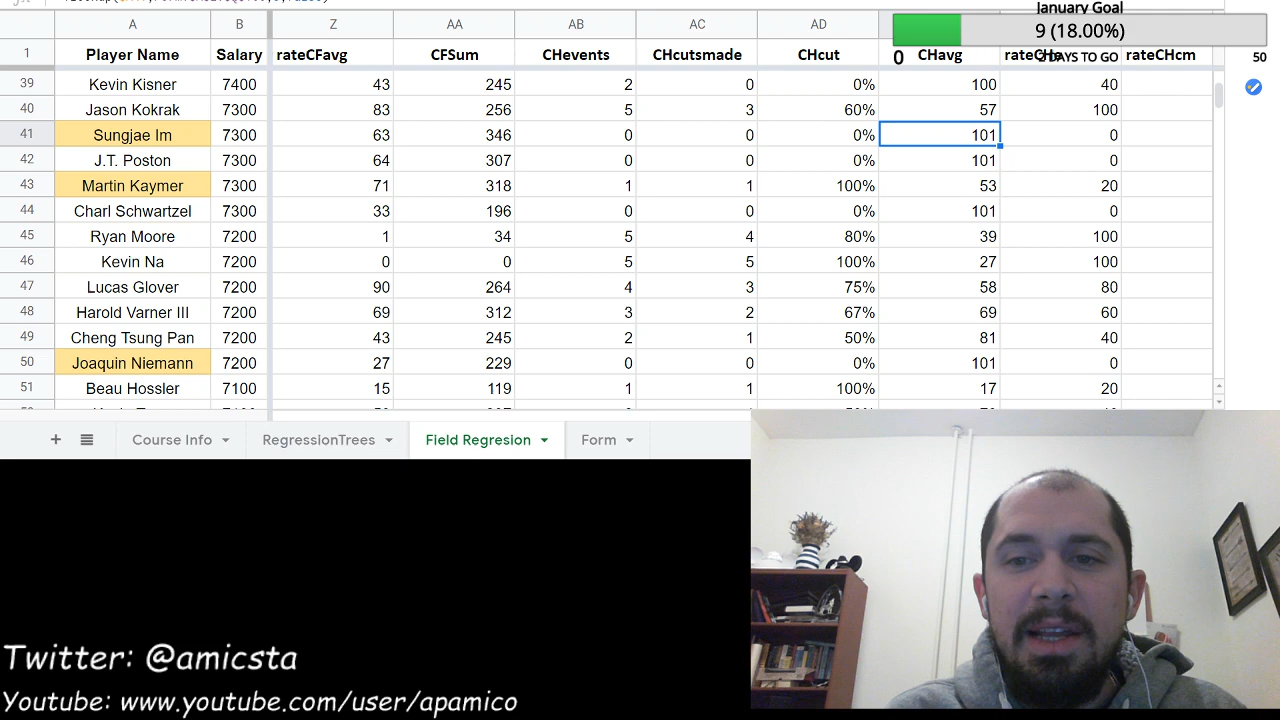 January Goal
9 (18.00%)
0 2 DAYS TO GO 50
A B Z AA AB AC AD
1 Player Name Salary rateCFavg CFSum CHevents CHcutsmade CHcut CHavg rateCHe rateCHcm
39 Kevin Kisner 7400 43 245 2 0 0% 100 40
40 Jason Kokrak 7300 83 256 5 3 60% 57 100
41 Sungjae Im 7300 63 346 0 0 0% 101 0
42 J.T. Poston 7300 64 307 0 0 0% 101 0
43 Martin Kaymer 7300 71 318 1 1 100% 53 20
44 Charl Schwartzel 7300 33 196 0 0 0% 101 0
45 Ryan Moore 7200 1 34 5 4 80% 39 100
46 Kevin Na 7200 0 0 5 5 100% 27 100
47 Lucas Glover 7200 90 264 4 3 75% 58 80
48 Harold Varner III 7200 69 312 3 2 67% 69 60
49 Cheng Tsung Pan 7200 43 245 2 1 50% 81 40
50 Joaquin Niemann 7200 27 229 0 0 0% 101 0
51 Beau Hossler 7100 15 119 1 1 100% 17 20
+ Course Info RegressionTrees Field Regresion Form
Twitter: @amicsta
Youtube: www.youtube.com/user/apamico